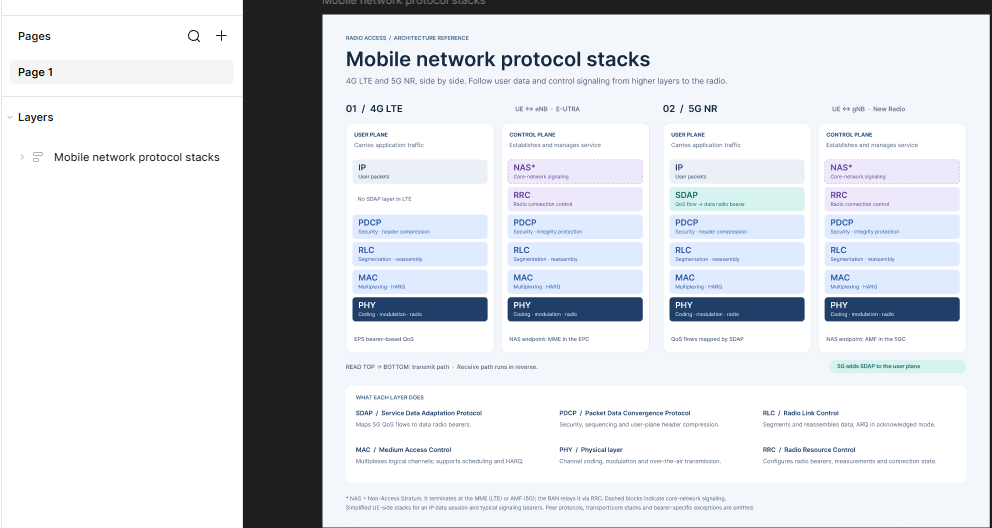 Pages
Page 1
Layers
Mobile network protocol stacks
Mobile network protocol stacks
RADIO ACCESS / ARCHITECTURE REFERENCE
Mobile network protocol stacks
4G LTE and 5G NR, side by side. Follow user data and control signaling from higher layers to the radio.
01 / 4G LTE
UE ↔ eNB · E-UTRA
USER PLANE
Carries application traffic
IP
User packets
No SDAP layer in LTE
PDCP
Security · header compression
RLC
Segmentation · reassembly
MAC
Multiplexing · HARQ
PHY
Coding · modulation · radio
EPS bearer-based QoS
CONTROL PLANE
Establishes and manages service
NAS*
Core-network signaling
RRC
Radio connection control
PDCP
Security · integrity protection
RLC
Segmentation · reassembly
MAC
Multiplexing · HARQ
PHY
Coding · modulation · radio
NAS endpoint: MME in the EPC
02 / 5G NR
UE ↔ gNB · New Radio
USER PLANE
Carries application traffic
IP
User packets
SDAP
QoS flow → data radio bearer
PDCP
Security · header compression
RLC
Segmentation · reassembly
MAC
Multiplexing · HARQ
PHY
Coding · modulation · radio
QoS flows mapped by SDAP
CONTROL PLANE
Establishes and manages service
NAS*
Core-network signaling
RRC
Radio connection control
PDCP
Security · integrity protection
RLC
Segmentation · reassembly
MAC
Multiplexing · HARQ
PHY
Coding · modulation · radio
NAS endpoint: AMF in the 5GC
READ TOP → BOTTOM: transmit path · Receive path runs in reverse.
5G adds SDAP to the user plane
WHAT EACH LAYER DOES
SDAP / Service Data Adaptation Protocol
Maps 5G QoS flows to data radio bearers.
PDCP / Packet Data Convergence Protocol
Security, sequencing and user-plane header compression.
RLC / Radio Link Control
Segments and reassembles data; ARQ in acknowledged mode.
MAC / Medium Access Control
Multiplexes logical channels; supports scheduling and HARQ.
PHY / Physical layer
Channel coding, modulation and over-the-air transmission.
RRC / Radio Resource Control
Configures radio bearers, measurements and connection state.
* NAS = Non-Access Stratum. It terminates at the MME (LTE) or AMF (5G); the RAN relays it via RRC. Dashed blocks indicate core-network signaling.
Simplified UE-side stacks for an IP data session and typical signaling bearers. Peer protocols, transport/core stacks and bearer-specific exceptions are omitted.